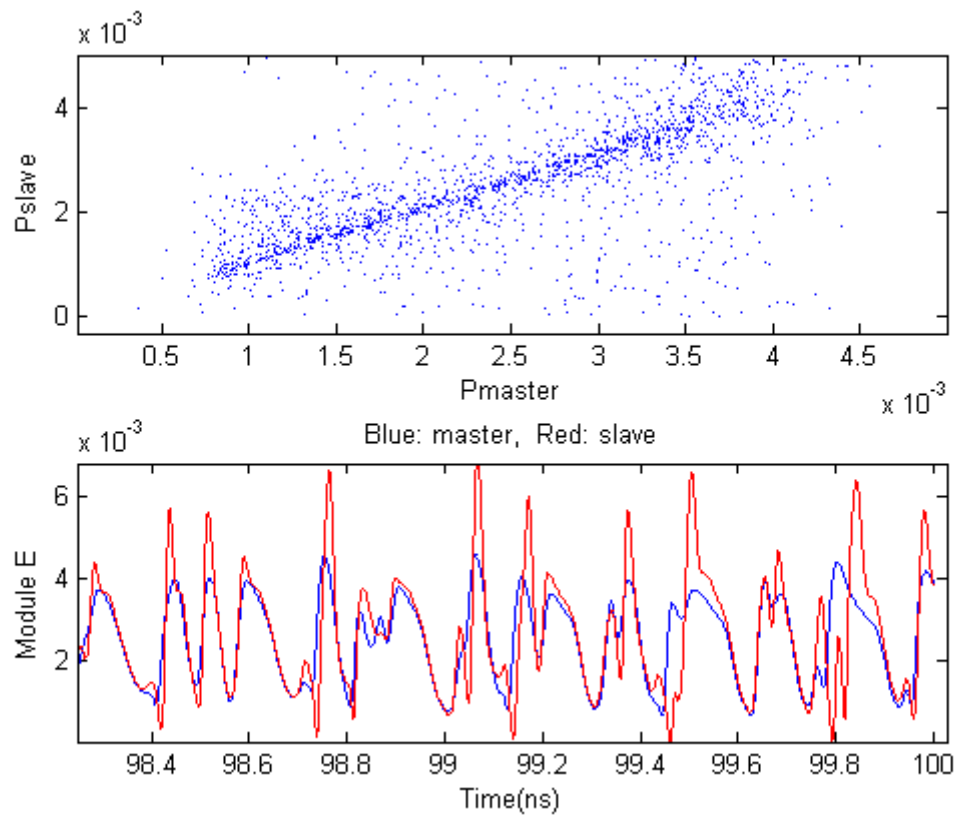 x 10-3
4
2
0
Pslave
0.5 1 1.5 2 2.5 3 3.5 4 4.5
Pmaster
x 10-3
x 10-3
Blue: master, Red: slave
6
4
2
Module E
98.4 98.6 98.8 99 99.2 99.4 99.6 99.8 100
Time(ns)